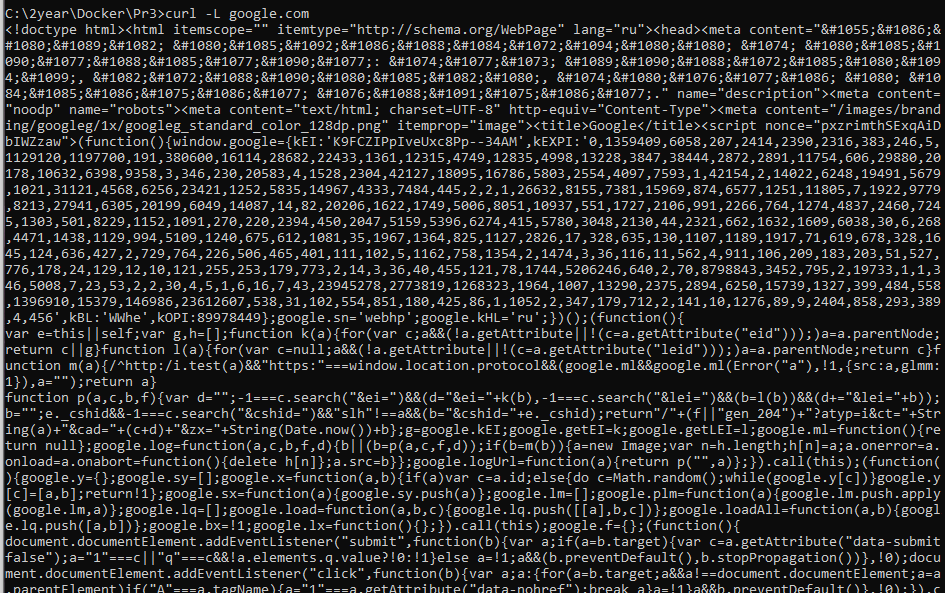 C:\2year\Docker\Pr3>curl -L google.com
<!doctype html><html itemscope="" itemtype="http://schema.org/WebPage" lang="ru"><head><meta content="&#1055;&#1086;&
#1080;&#1089;&#1082; &#1080;&#1085;&#1092;&#1086;&#1088;&#1084;&#1072;&#1094;&#1080;&#1080; &#1074; &#1080;&#1085;&#1
090;&#1077;&#1088;&#1085;&#1077;&#1090;&#1077;: &#1074;&#1077;&#1073; &#1089;&#1090;&#1088;&#1072;&#1085;&#1080;&#109
4;&#1099;, &#1082;&#1072;&#1088;&#1090;&#1080;&#1085;&#1082;&#1080;, &#1074;&#1080;&#1076;&#1077;&#1086; &#1080; &#10
84;&#1085;&#1086;&#1075;&#1086;&#1077; &#1076;&#1088;&#1091;&#1075;&#1086;&#1077;." name="description"><meta content=
"noodp" name="robots"><meta content="text/html; charset=UTF-8" http-equiv="Content-Type"><meta content="/images/brand
ing/googleg/1x/googleg_standard_color_128dp.png" itemprop="image"><title>Google</title><script nonce="pxzrimthSExqAiD
bIWZzaw">(function(){window.google={kEI:'K9FCZIPpIveUxc8Pp--34AM',kEXPI:'0,1359409,6058,207,2414,2390,2316,383,246,5,
1129120,1197700,191,380600,16114,28682,22433,1361,12315,4749,12835,4998,13228,3847,38444,2872,2891,11754,606,29880,20
178,10632,6398,9358,3,346,230,20583,4,1528,2304,42127,18095,16786,5803,2554,4097,7593,1,42154,2,14022,6248,19491,5679
,1021,31121,4568,6256,23421,1252,5835,14967,4333,7484,445,2,2,1,26632,8155,7381,15969,874,6577,1251,11805,7,1922,9779
,8213,27941,6305,20199,6049,14087,14,82,20206,1622,1749,5006,8051,10937,551,1727,2106,991,2266,764,1274,4837,2460,724
5,1303,501,8229,1152,1091,270,220,2394,450,2047,5159,5396,6274,415,5780,3048,2130,44,2321,662,1632,1609,6038,30,6,268
,4471,1438,1129,994,5109,1240,675,612,1081,35,1967,1364,825,1127,2826,17,328,635,130,1107,1189,1917,71,619,678,328,16
45,124,636,427,2,729,764,226,506,465,401,111,102,5,1162,758,1354,2,1474,3,36,116,11,562,4,911,106,209,183,203,51,527,
776,178,24,129,12,10,121,255,253,179,773,2,14,3,36,40,455,121,78,1744,5206246,640,2,70,8798843,3452,795,2,19733,1,1,3
46,5008,7,23,53,2,2,30,4,5,1,6,16,7,43,23945278,2773819,1268323,1964,1007,13290,2375,2894,6250,15739,1327,399,484,558
,1396910,15379,146986,23612607,538,31,102,554,851,180,425,86,1,1052,2,347,179,712,2,141,10,1276,89,9,2404,858,293,389
,4,456',kBL:'WWhe',kOPI:89978449};google.sn='webhp';google.kHL='ru';})();(function(){
var e=this||self;var g,h=[];function k(a){for(var c;a&&(!a.getAttribute||!(c=a.getAttribute("eid")));)a=a.parentNode;
return c||g}function l(a){for(var c=null;a&&(!a.getAttribute||!(c=a.getAttribute("leid")));)a=a.parentNode;return c}f
unction m(a){/^http:/i.test(a)&&"https:"===window.location.protocol&&(google.ml&&google.ml(Error("a"),!1,{src:a,glmm:
1}),a="");return a}
function p(a,c,b,f){var d="";-1===c.search("&ei=")&&(d="&ei="+k(b),-1===c.search("&lei=")&&(b=l(b))&&(d+="&lei="+b));
b="";e._cshid&&-1===c.search("&cshid=")&&"slh"!==a&&(b="&cshid="+e._cshid);return"/"+(f||"gen_204")+"?atyp=i&ct="+Str
ing(a)+"&cad="+(c+d)+"&zx="+String(Date.now())+b};g=google.kEI;google.getEI=k;google.getLEI=l;google.ml=function(){re
turn null};google.log=function(a,c,b,f,d){b||(b=p(a,c,f,d));if(b=m(b)){a=new Image;var n=h.length;h[n]=a;a.onerror=a.
onload=a.onabort=function(){delete h[n]};a.src=b}};google.logUrl=function(a){return p("",a)};}).call(this);(function(
){google.y={};google.sy=[];google.x=function(a,b){if(a)var c=a.id;else{do c=Math.random();while(google.y[c])}google.y
[c]=[a,b];return!1};google.sx=function(a){google.sy.push(a)};google.lm=[];google.plm=function(a){google.lm.push.apply
(google.lm,a)};google.lq=[];google.load=function(a,b,c){google.lq.push([[a],b,c])};google.loadAll=function(a,b){googl
e.lq.push([a,b])};google.bx=!1;google.lx=function(){};}).call(this);google.f={};(function(){
document.documentElement.addEventListener("submit",function(b){var a;if(a=b.target){var c=a.getAttribute("data-submit
false");a="1"===c||"q"===c&&!a.elements.q.value?!0:!1}else a=!1;a&&(b.preventDefault(),b.stopPropagation())},!0);docu
ment.documentElement.addEventListener("click",function(b){var a;a:{for(a=b.target;a&&a!==document.documentElement;a=a
.parentElement)if("A"===a.tagName){a="1"===a.getAttribute("data-nohref");break a}a=!1}a&&b.preventDefault()},!0);}).c